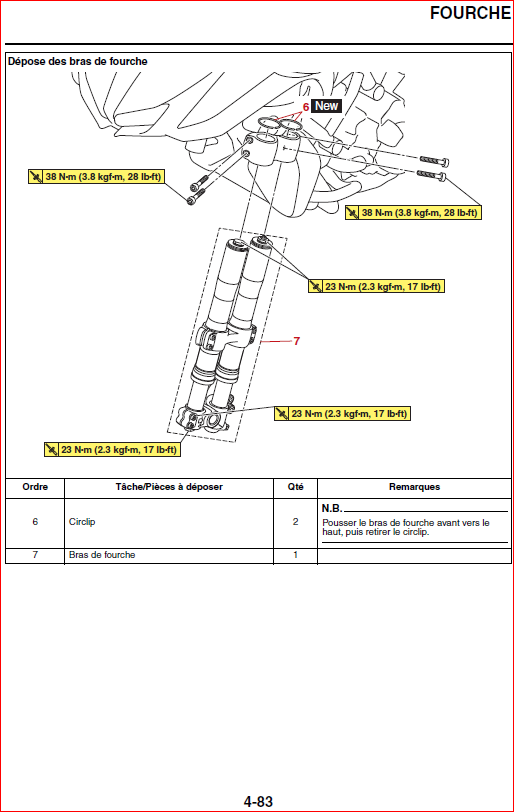 FOURCHE
Dépose des bras de fourche
6 New
38 N•m (3.8 kgf•m, 28 lb•ft)
38 N•m (3.8 kgf•m, 28 lb•ft)
23 N•m (2.3 kgf•m, 17 lb•ft)
7
23 N•m (2.3 kgf•m, 17 lb•ft)
23 N•m (2.3 kgf•m, 17 lb•ft)
Ordre Tâche/Pièces à déposer Qté Remarques
6 Circlip 2
N.B.
Pousser le bras de fourche avant vers le
haut, puis retirer le circlip.
7 Bras de fourche 1
4-83